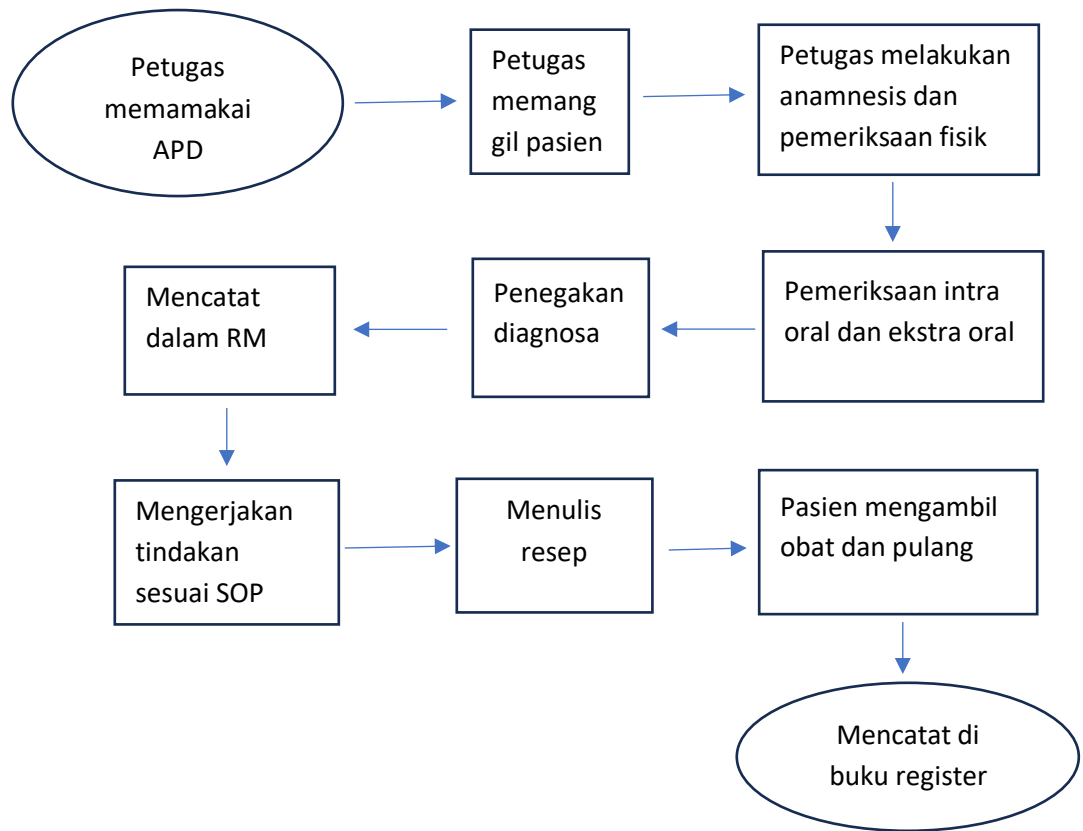 Petugas
memamakai
APD
Petugas
memang
gil pasien
Petugas melakukan
anamnesis dan
pemeriksaan fisik
Pemeriksaan intra
oral dan ekstra oral
Penegakan
diagnosa
Mencatat
dalam RM
Mengerjakan
tindakan
sesuai SOP
Menulis
resep
Pasien mengambil
obat dan pulang
Mencatat di
buku register